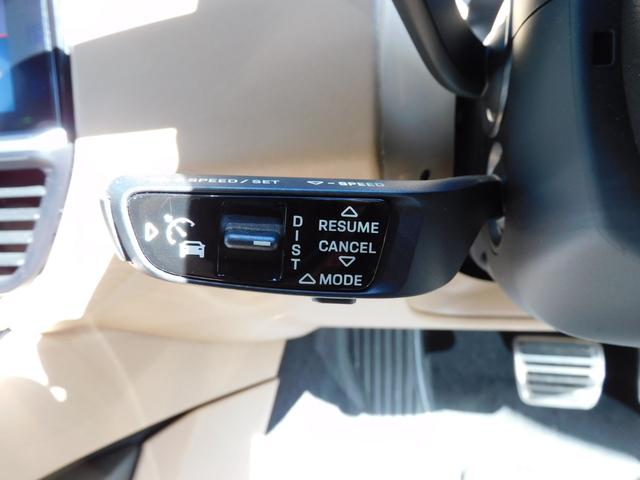 SPEED/SET
- SPEED
DIST
RESUME
CANCEL
MODE